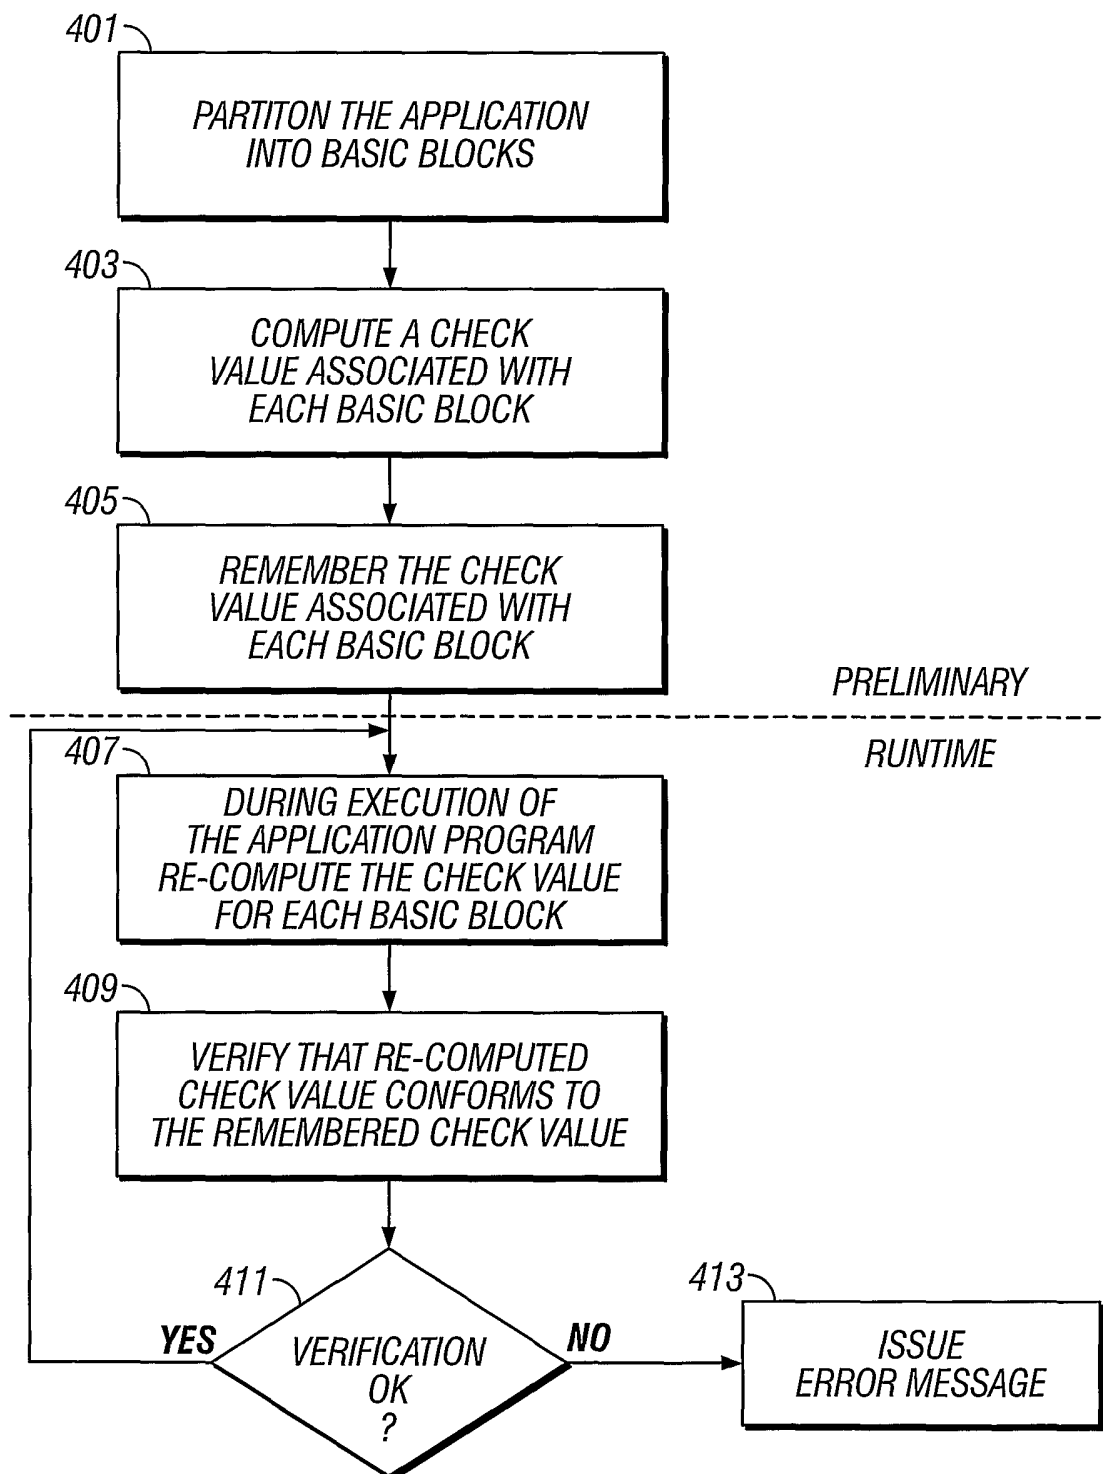 401
PARTITON THE APPLICATION
INTO BASIC BLOCKS
403
COMPUTE A CHECK
VALUE ASSOCIATED WITH
EACH BASIC BLOCK
405
REMEMBER THE CHECK
VALUE ASSOCIATED WITH
EACH BASIC BLOCK
PRELIMINARY
RUNTIME
407
DURING EXECUTION OF
THE APPLICATION PROGRAM
RE-COMPUTE THE CHECK VALUE
FOR EACH BASIC BLOCK
409
VERIFY THAT RE-COMPUTED
CHECK VALUE CONFORMS TO
THE REMEMBERED CHECK VALUE
411
YES
VERIFICATION
OK
?
NO
413
ISSUE
ERROR MESSAGE